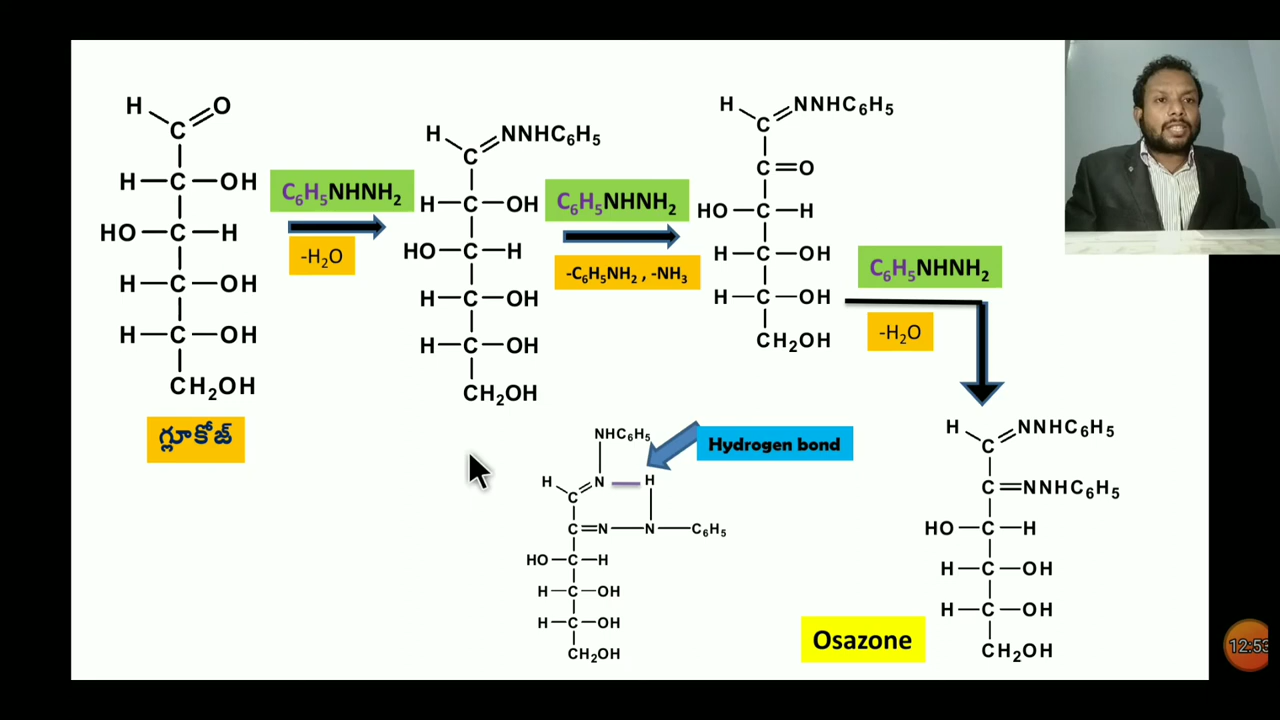 H O
C
H—C—OH
HO—C—H
H—C—OH
H—C—OH
CH₂OH
గ్లూకోజ్
C₆H₅NHNH₂
-H₂O
H NNHC₆H₅
C
H—C—OH
HO—C—H
H—C—OH
H—C—OH
CH₂OH
C₆H₅NHNH₂
-C₆H₅NH₂ , -NH₃
H NNHC₆H₅
C
C=O
HO—C—H
H—C—OH
H—C—OH
CH₂OH
C₆H₅NHNH₂
-H₂O
H NNHC₆H₅
C
C=NNHC₆H₅
HO—C—H
H—C—OH
H—C—OH
CH₂OH
Osazone
Hydrogen bond
NHC₆H₅
H N — H
C
C=N—N—C₆H₅
HO—C—H
H—C—OH
H—C—OH
CH₂OH
12:53